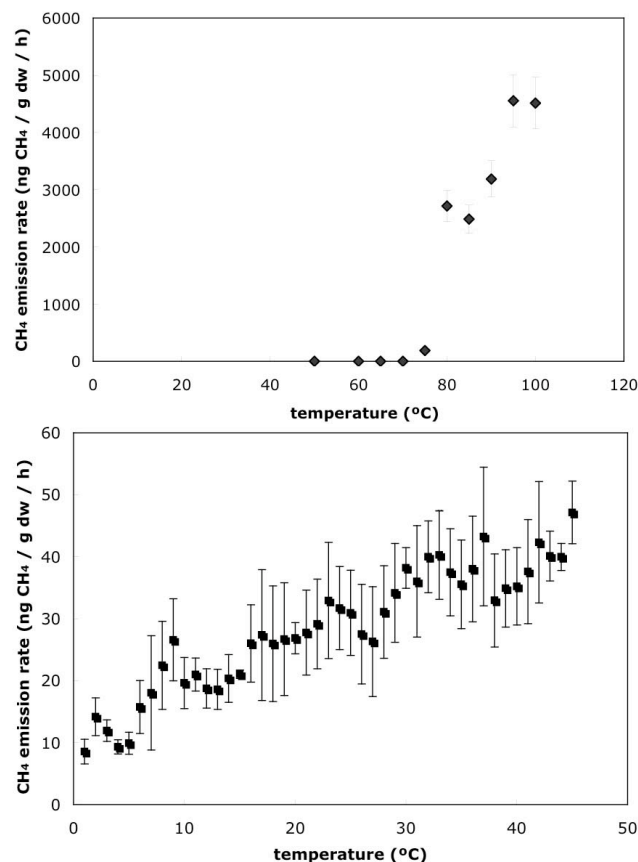 6000
5000
4000
3000
2000
1000
0
CH₄ emission rate (ng CH₄ / g dw / h)
0 20 40 60 80 100 120
temperature (ºC)
60
50
40
30
20
10
0
CH₄ emission rate (ng CH₄ / g dw / h)
0 10 20 30 40 50
temperature (ºC)